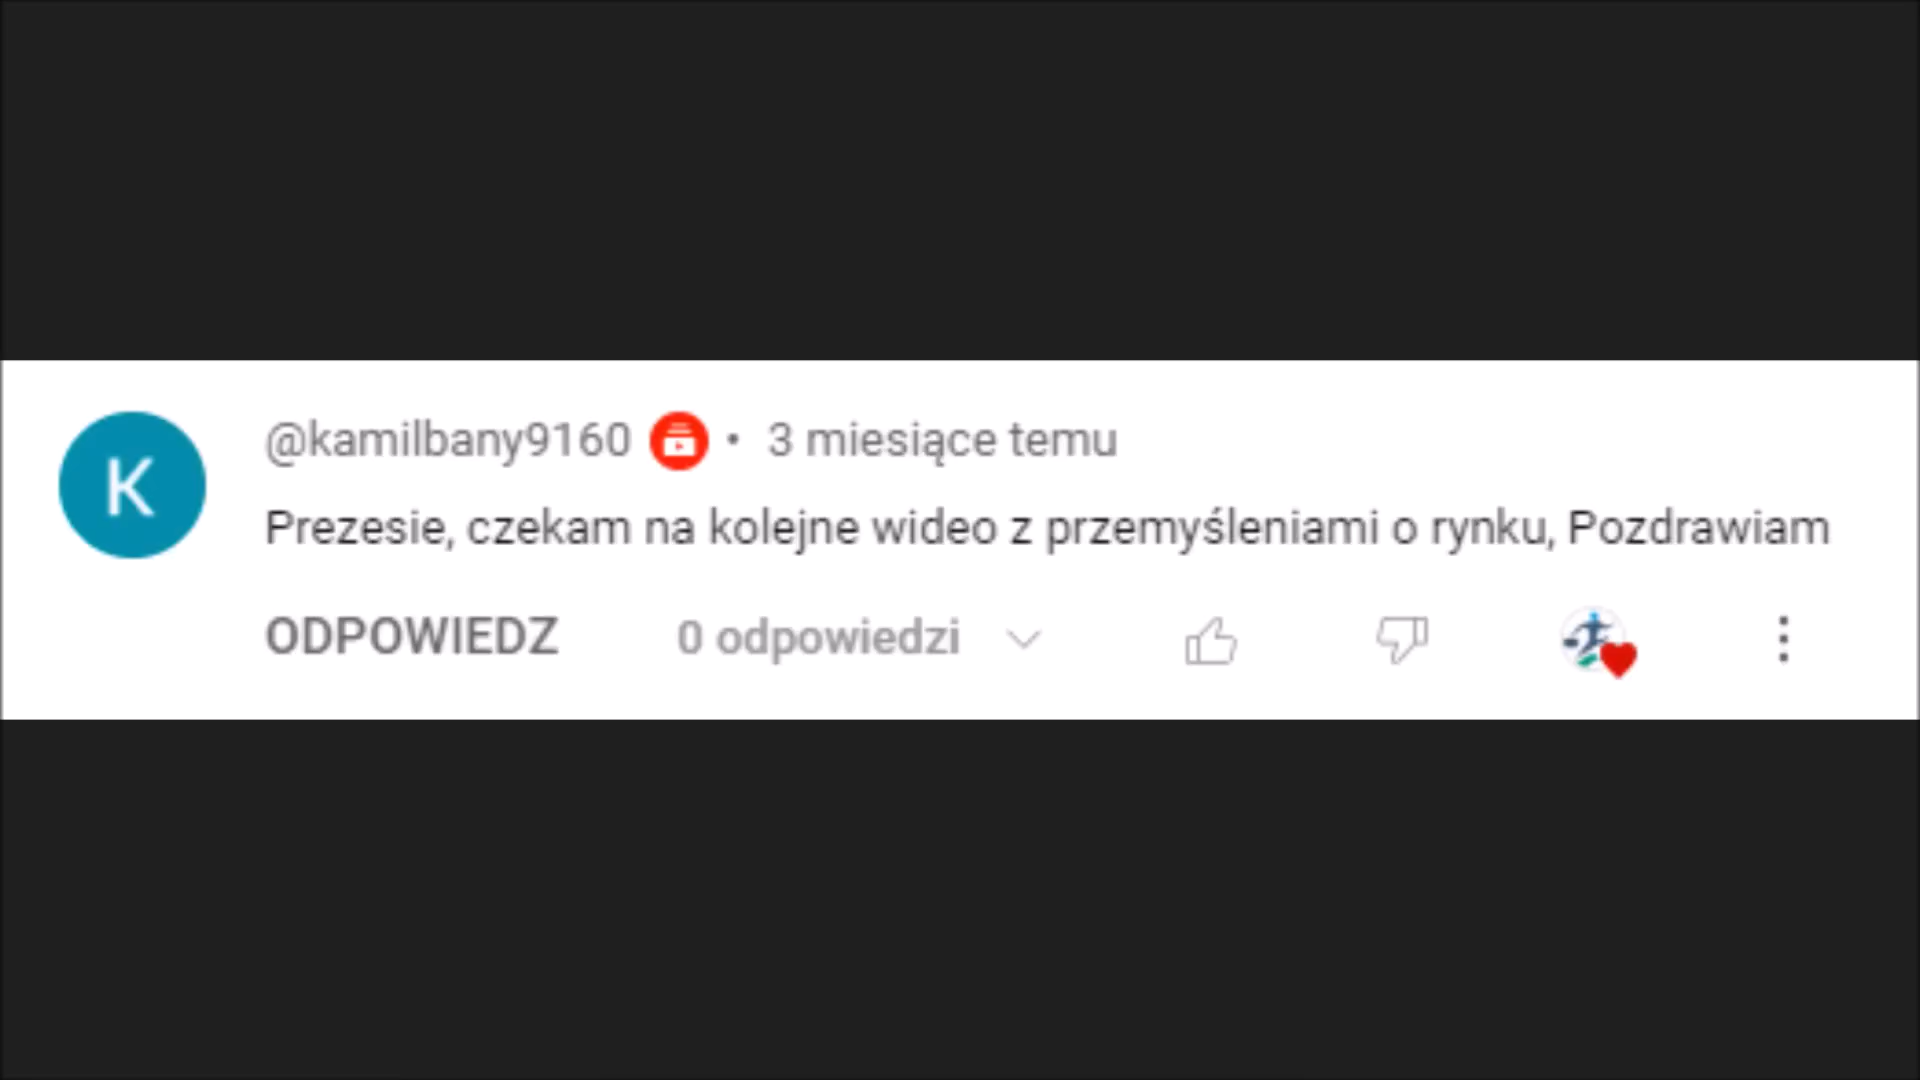 K
@kamilbany9160 • 3 miesiące temu
Prezesie, czekam na kolejne wideo z przemyśleniami o rynku, Pozdrawiam
ODPOWIEDZ 0 odpowiedzi